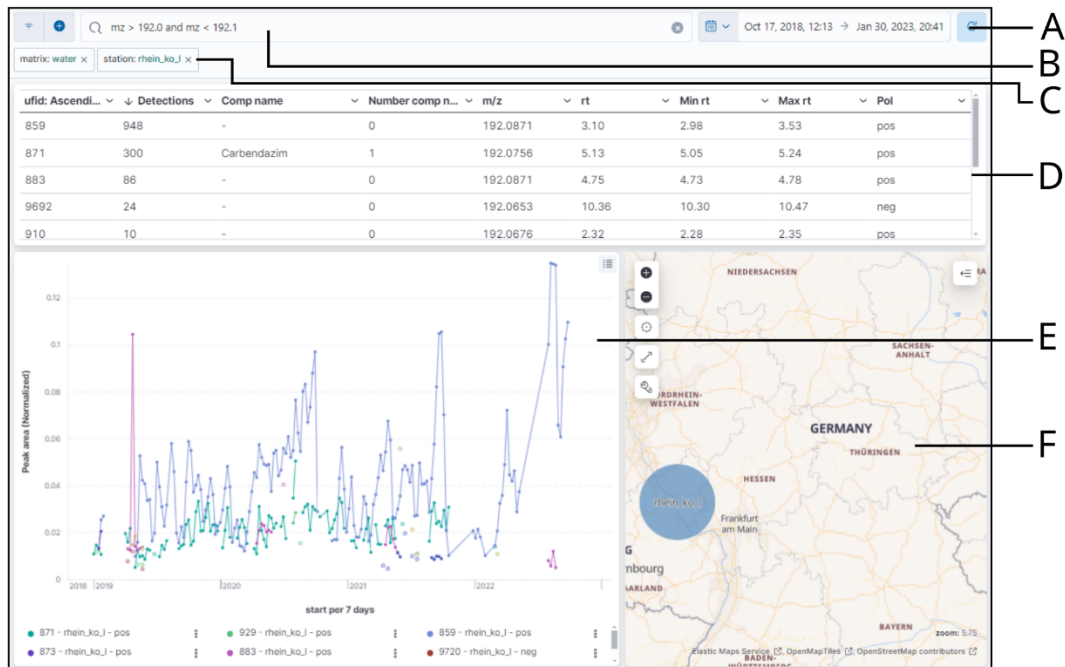 mz > 192.0 and mz < 192.1
Oct 17, 2018, 12:13 → Jan 30, 2023, 20:41
A
B
matrix: water × station: rhein_ko_l ×
C
ufid: Ascendi... ↓ Detections Comp name Number comp n... m/z rt Min rt Max rt Pol
859 948 - 0 192.0871 3.10 2.98 3.53 pos
871 300 Carbendazim 1 192.0756 5.13 5.05 5.24 pos
883 86 - 0 192.0871 4.75 4.73 4.78 pos
D
9692 24 - 0 192.0653 10.36 10.30 10.47 neg
910 10 - 0 192.0676 2.32 2.28 2.35 pos
Peak area (Normalized)
0.12
0.1
0.08
0.06
0.04
0.02
0
2018 2019 2020 2021 2022
start per 7 days
871 - rhein_ko_l - pos 929 - rhein_ko_l - pos 859 - rhein_ko_l - pos
873 - rhein_ko_l - pos 883 - rhein_ko_l - pos 9720 - rhein_ko_l - neg
NIEDERSACHSEN
SACHSEN-
ANHALT
E
RDRHEIN-
WESTFALEN
GERMANY
THÜRINGEN
F
HESSEN
rhein_ko_l
Frankfurt
am Main
G
mbourg
AARLAND
BAYERN
zoom: 5.75
Elastic Maps Service, OpenMapTiles, OpenStreetMap contributors
BADEN-
WÜRTTEMBERG